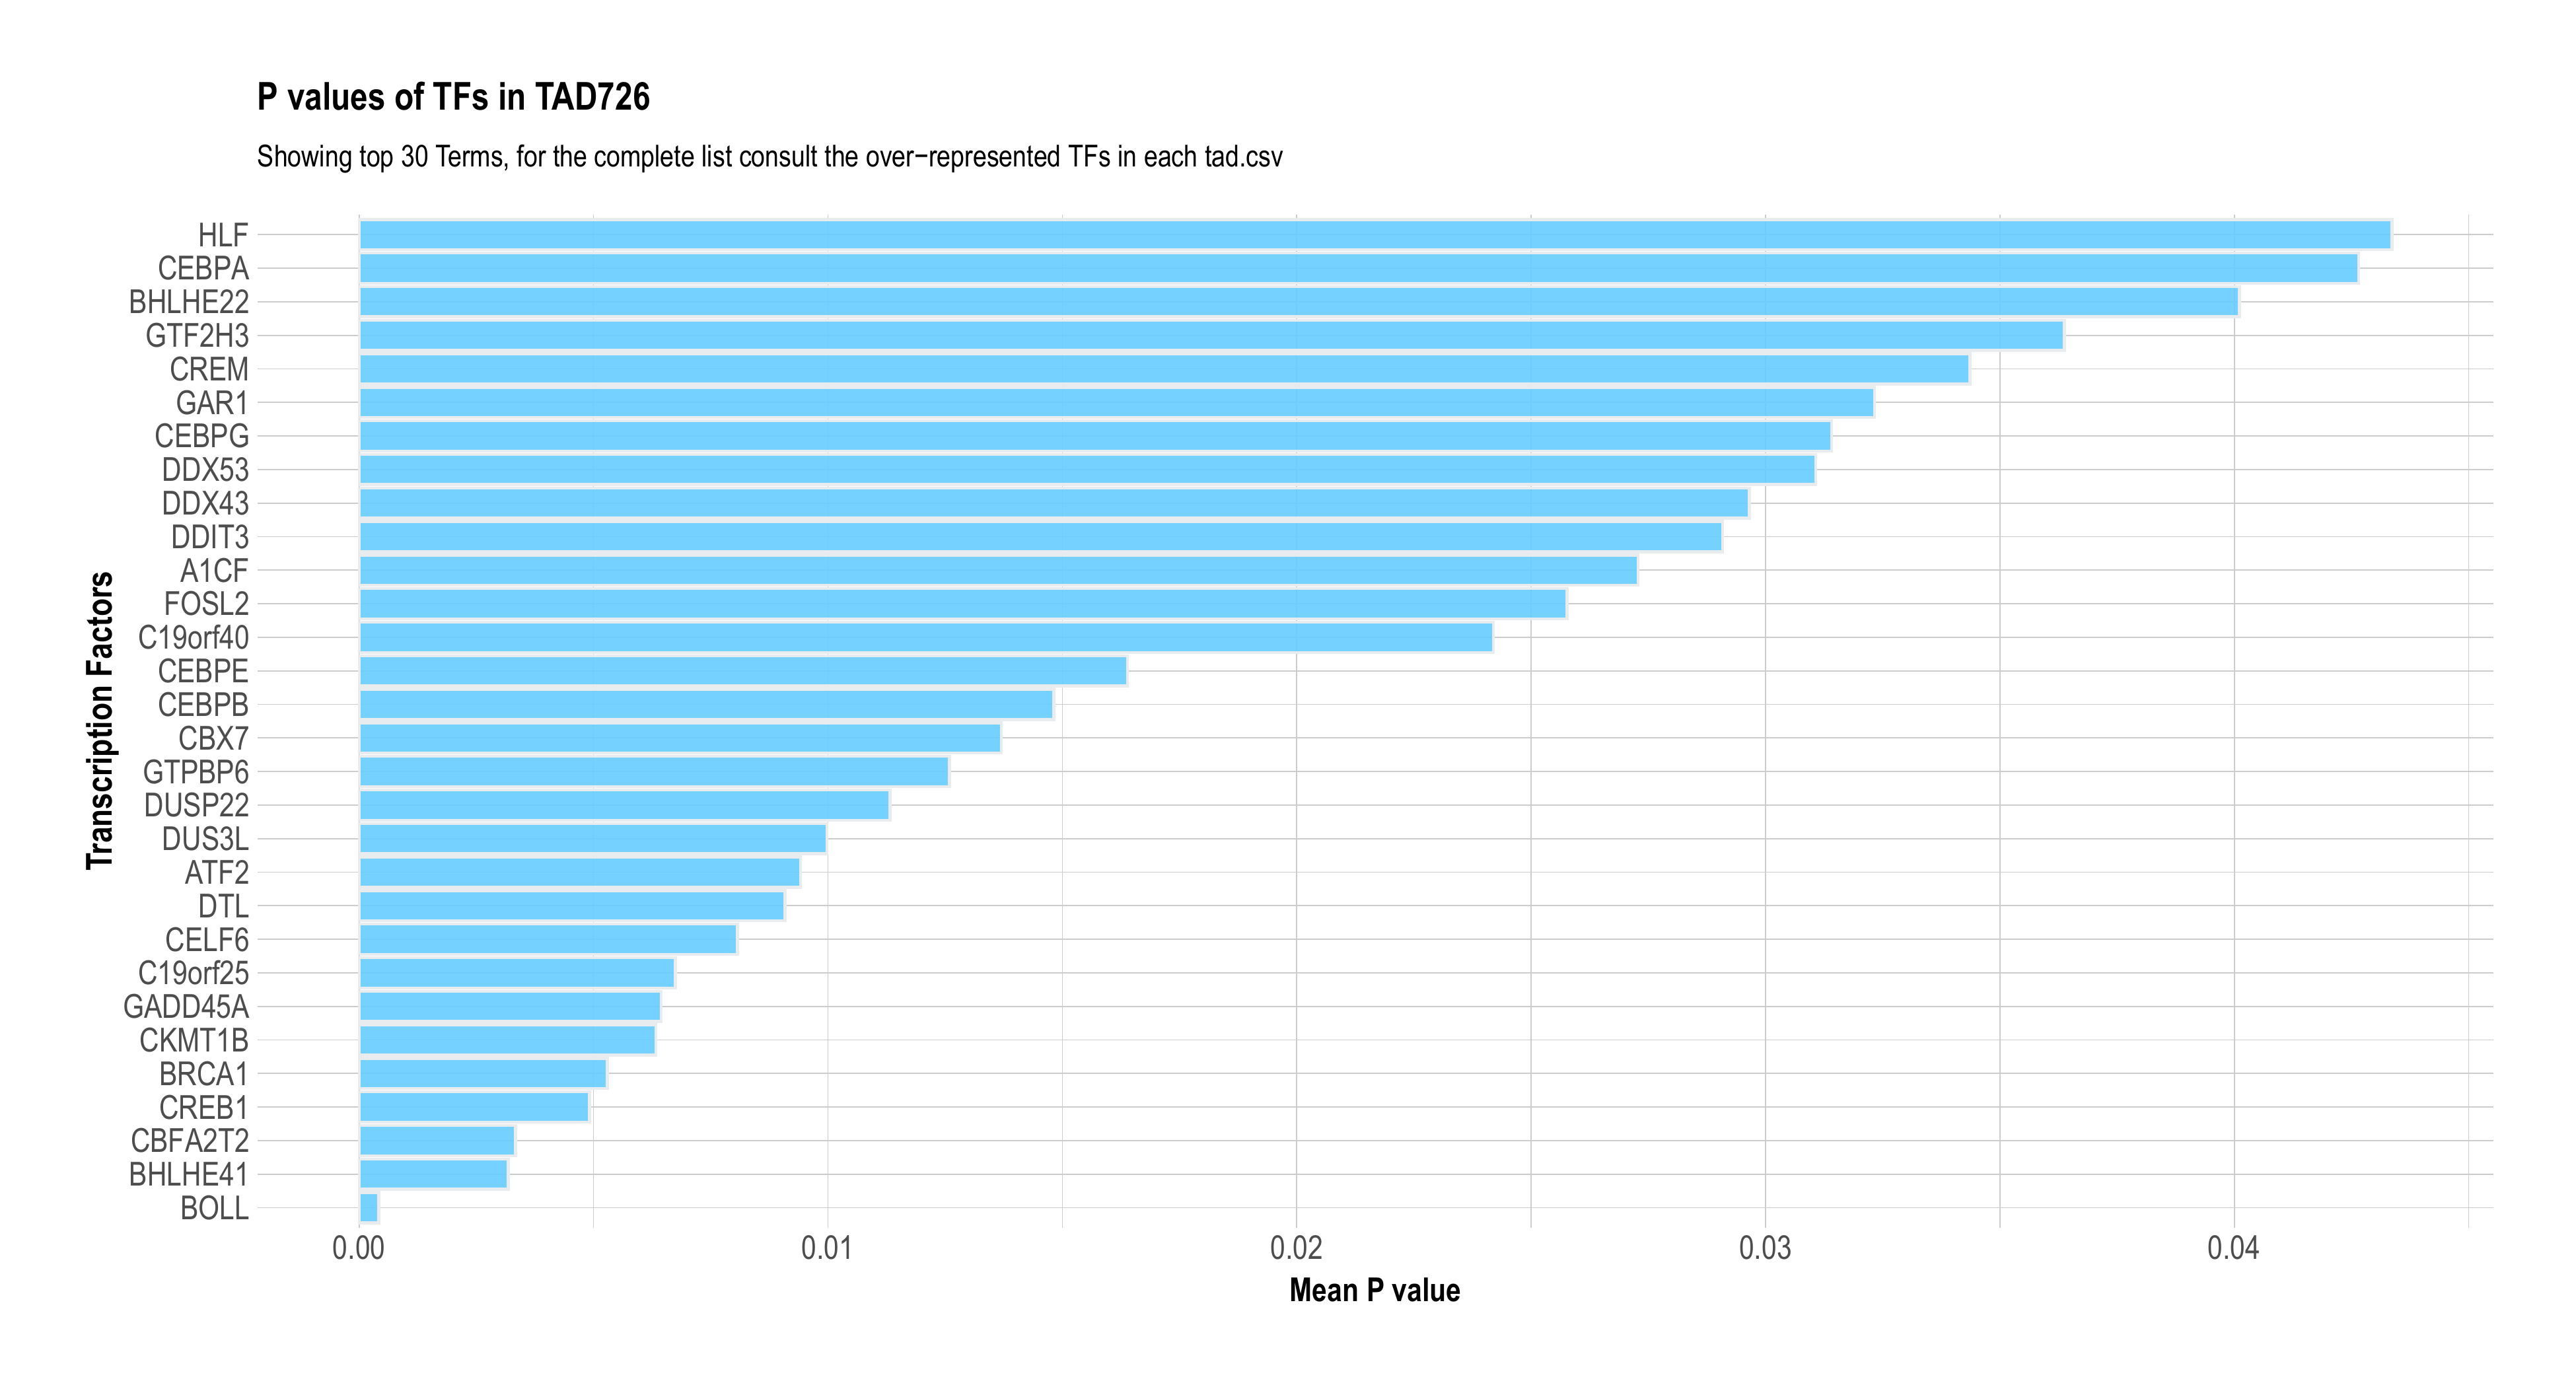 P values of TFs in TAD726
Showing top 30 Terms, for the complete list consult the over−represented TFs in each tad.csv
Transcription Factors
HLF
CEBPA
BHLHE22
GTF2H3
CREM
GAR1
CEBPG
DDX53
DDX43
DDIT3
A1CF
FOSL2
C19orf40
CEBPE
CEBPB
CBX7
GTPBP6
DUSP22
DUS3L
ATF2
DTL
CELF6
C19orf25
GADD45A
CKMT1B
BRCA1
CREB1
CBFA2T2
BHLHE41
BOLL
0.00 0.01 0.02 0.03 0.04
Mean P value